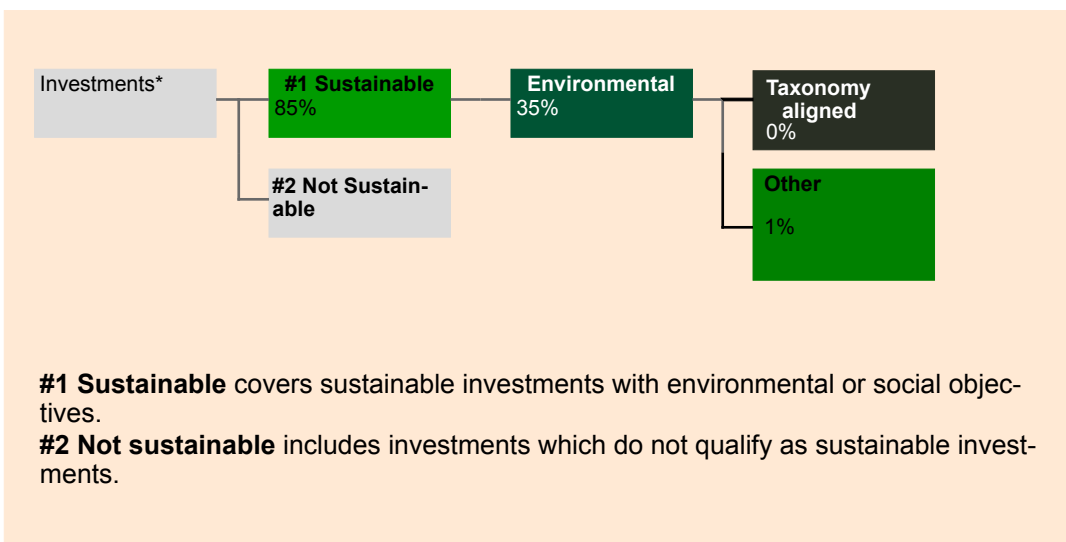 Investments*
#1 Sustainable
85%
Environmental
35%
Taxonomy
aligned
0%
#2 Not Sustain-
able
Other
1%
#1 Sustainable covers sustainable investments with environmental or social objec-
tives.
#2 Not sustainable includes investments which do not qualify as sustainable invest-
ments.